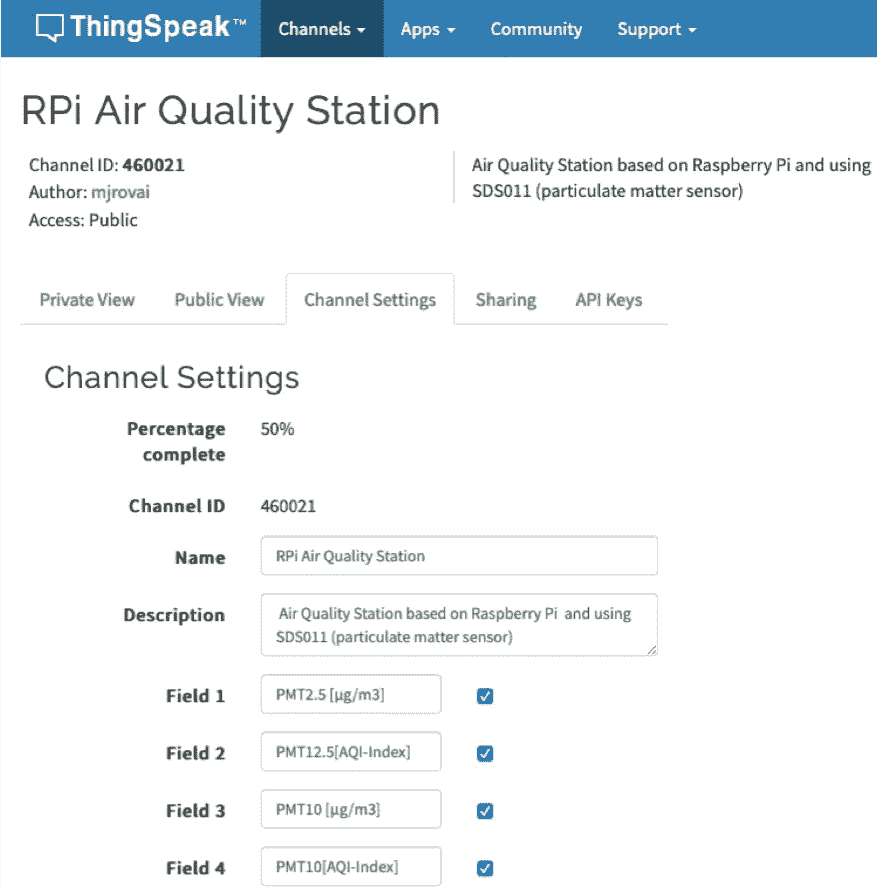 ThingSpeak™ Channels Apps Community Support
RPi Air Quality Station
Channel ID: 460021
Author: mjrovai
Access: Public
Air Quality Station based on Raspberry Pi and using
SDS011 (particulate matter sensor)
Private View Public View Channel Settings Sharing API Keys
Channel Settings
Percentage complete 50%
Channel ID 460021
Name RPi Air Quality Station
Description Air Quality Station based on Raspberry Pi and using
SDS011 (particulate matter sensor)
Field 1 PMT2.5 [µg/m3]
Field 2 PMT12.5[AQI-Index]
Field 3 PMT10 [µg/m3]
Field 4 PMT10[AQI-Index]